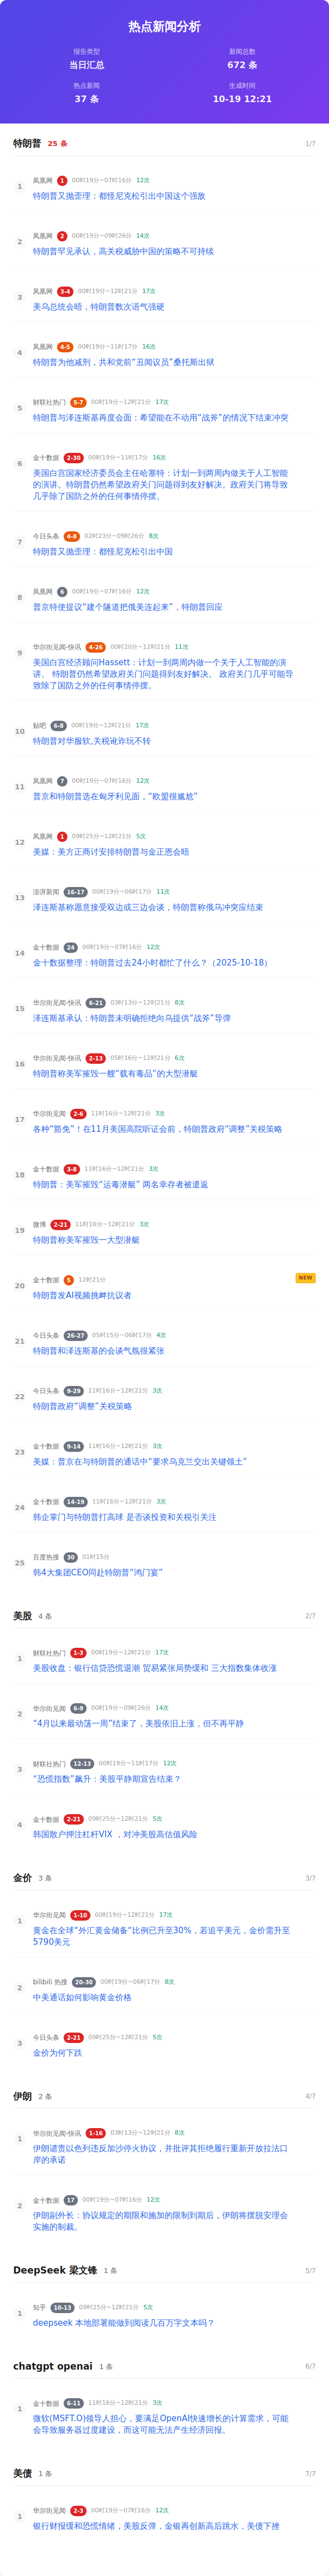 热点新闻分析
报告类型
当日汇总
新闻总数
672 条
热点新闻
37 条
生成时间
10-19 12:21
特朗普 25 条 1/7
1
凤凰网 1 00时19分~07时16分 12次
特朗普又抛歪理：都怪尼克松引出中国这个强敌
2
凤凰网 2 00时19分~09时26分 14次
特朗普罕见承认，高关税威胁中国的策略不可持续
3
凤凰网 3-4 00时19分~12时21分 17次
美乌总统会晤，特朗普数次语气强硬
4
凤凰网 4-5 00时19分~11时17分 16次
特朗普为他减刑，共和党前“丑闻议员”桑托斯出狱
5
财联社热门 5-7 00时19分~12时21分 17次
特朗普与泽连斯基再度会面：希望能在不动用“战斧”的情况下结束冲突
6
金十数据 2-30 00时19分~11时17分 16次
美国白宫国家经济委员会主任哈塞特：计划一到两周内做关于人工智能
的演讲。特朗普仍然希望政府关门问题得到友好解决。政府关门将导致
几乎除了国防之外的任何事情停摆。
7
今日头条 4-8 02时23分~09时26分 8次
特朗普又抛歪理：都怪尼克松引出中国
8
凤凰网 6 00时19分~07时16分 12次
普京特使提议“建个隧道把俄美连起来”，特朗普回应
9
华尔街见闻-快讯 4-26 00时20分~12时21分 11次
美国白宫经济顾问Hassett：计划一到两周内做一个关于人工智能的演
讲。 特朗普仍然希望政府关门问题得到友好解决。 政府关门几乎可能导
致除了国防之外的任何事情停摆。
10
贴吧 6-8 00时19分~12时21分 17次
特朗普对华服软,关税讹诈玩不转
11
凤凰网 7 00时19分~07时16分 12次
普京和特朗普选在匈牙利见面，“欧盟很尴尬”
12
凤凰网 1 09时25分~12时21分 5次
美媒：美方正商讨安排特朗普与金正恩会晤
13
澎湃新闻 16-17 00时19分~06时17分 11次
泽连斯基称愿意接受双边或三边会谈，特朗普称俄乌冲突应结束
14
金十数据 24 00时19分~07时16分 12次
金十数据整理：特朗普过去24小时都忙了什么？（2025-10-18）
15
华尔街见闻-快讯 6-21 03时13分~12时21分 8次
泽连斯基承认：特朗普未明确拒绝向乌提供“战斧”导弹
16
华尔街见闻-快讯 2-13 05时16分~12时21分 6次
特朗普称美军摧毁一艘“载有毒品”的大型潜艇
17
华尔街见闻 2-6 11时16分~12时21分 3次
各种“豁免”！在11月美国高院听证会前，特朗普政府“调整”关税策略
18
金十数据 3-8 11时16分~12时21分 3次
特朗普：美军摧毁“运毒潜艇” 两名幸存者被遣返
19
微博 2-21 11时16分~12时21分 3次
特朗普称美军摧毁一大型潜艇
20
金十数据 5 12时21分 NEW
特朗普发AI视频挑衅抗议者
21
今日头条 26-27 05时15分~06时17分 4次
特朗普和泽连斯基的会谈气氛很紧张
22
今日头条 9-29 11时16分~12时21分 3次
特朗普政府“调整”关税策略
23
金十数据 9-14 11时16分~12时21分 3次
美媒：普京在与特朗普的通话中“要求乌克兰交出关键领土”
24
金十数据 14-19 11时16分~12时21分 3次
韩企掌门与特朗普打高球 是否谈投资和关税引关注
25
百度热搜 30 01时15分
韩4大集团CEO同赴特朗普“鸿门宴”
美股 4 条 2/7
1
财联社热门 1-3 00时19分~12时21分 17次
美股收盘：银行信贷恐慌退潮 贸易紧张局势缓和 三大指数集体收涨
2
华尔街见闻 6-9 00时19分~09时26分 14次
“4月以来最动荡一周”结束了，美股依旧上涨，但不再平静
3
财联社热门 12-13 00时19分~11时17分 12次
“恐慌指数”飙升：美股平静期宣告结束？
4
金十数据 2-21 09时25分~12时21分 5次
韩国散户押注杠杆VIX ，对冲美股高估值风险
金价 3 条 3/7
1
华尔街见闻 1-10 00时19分~12时21分 17次
黄金在全球“外汇黄金储备”比例已升至30%，若追平美元，金价需升至
5790美元
2
bilibili 热搜 20-30 00时19分~06时17分 8次
中美通话如何影响黄金价格
3
今日头条 2-21 09时25分~12时21分 5次
金价为何下跌
伊朗 2 条 4/7
1
华尔街见闻-快讯 1-16 03时13分~12时21分 8次
伊朗谴责以色列违反加沙停火协议，并批评其拒绝履行重新开放拉法口
岸的承诺
2
金十数据 17 00时19分~07时16分 12次
伊朗副外长：协议规定的期限和施加的限制到期后，伊朗将摆脱安理会
实施的制裁。
DeepSeek 梁文锋 1 条 5/7
1
知乎 10-13 09时25分~12时21分 5次
deepseek 本地部署能做到阅读几百万字文本吗？
chatgpt openai 1 条 6/7
1
金十数据 6-11 11时16分~12时21分 3次
微软(MSFT.O)领导人担心，要满足OpenAI快速增长的计算需求，可能
会导致服务器过度建设，而这可能无法产生经济回报。
美债 1 条 7/7
1
华尔街见闻 2-3 00时19分~07时16分 12次
银行财报缓和恐慌情绪，美股反弹，金银再创新高后跳水，美债下挫